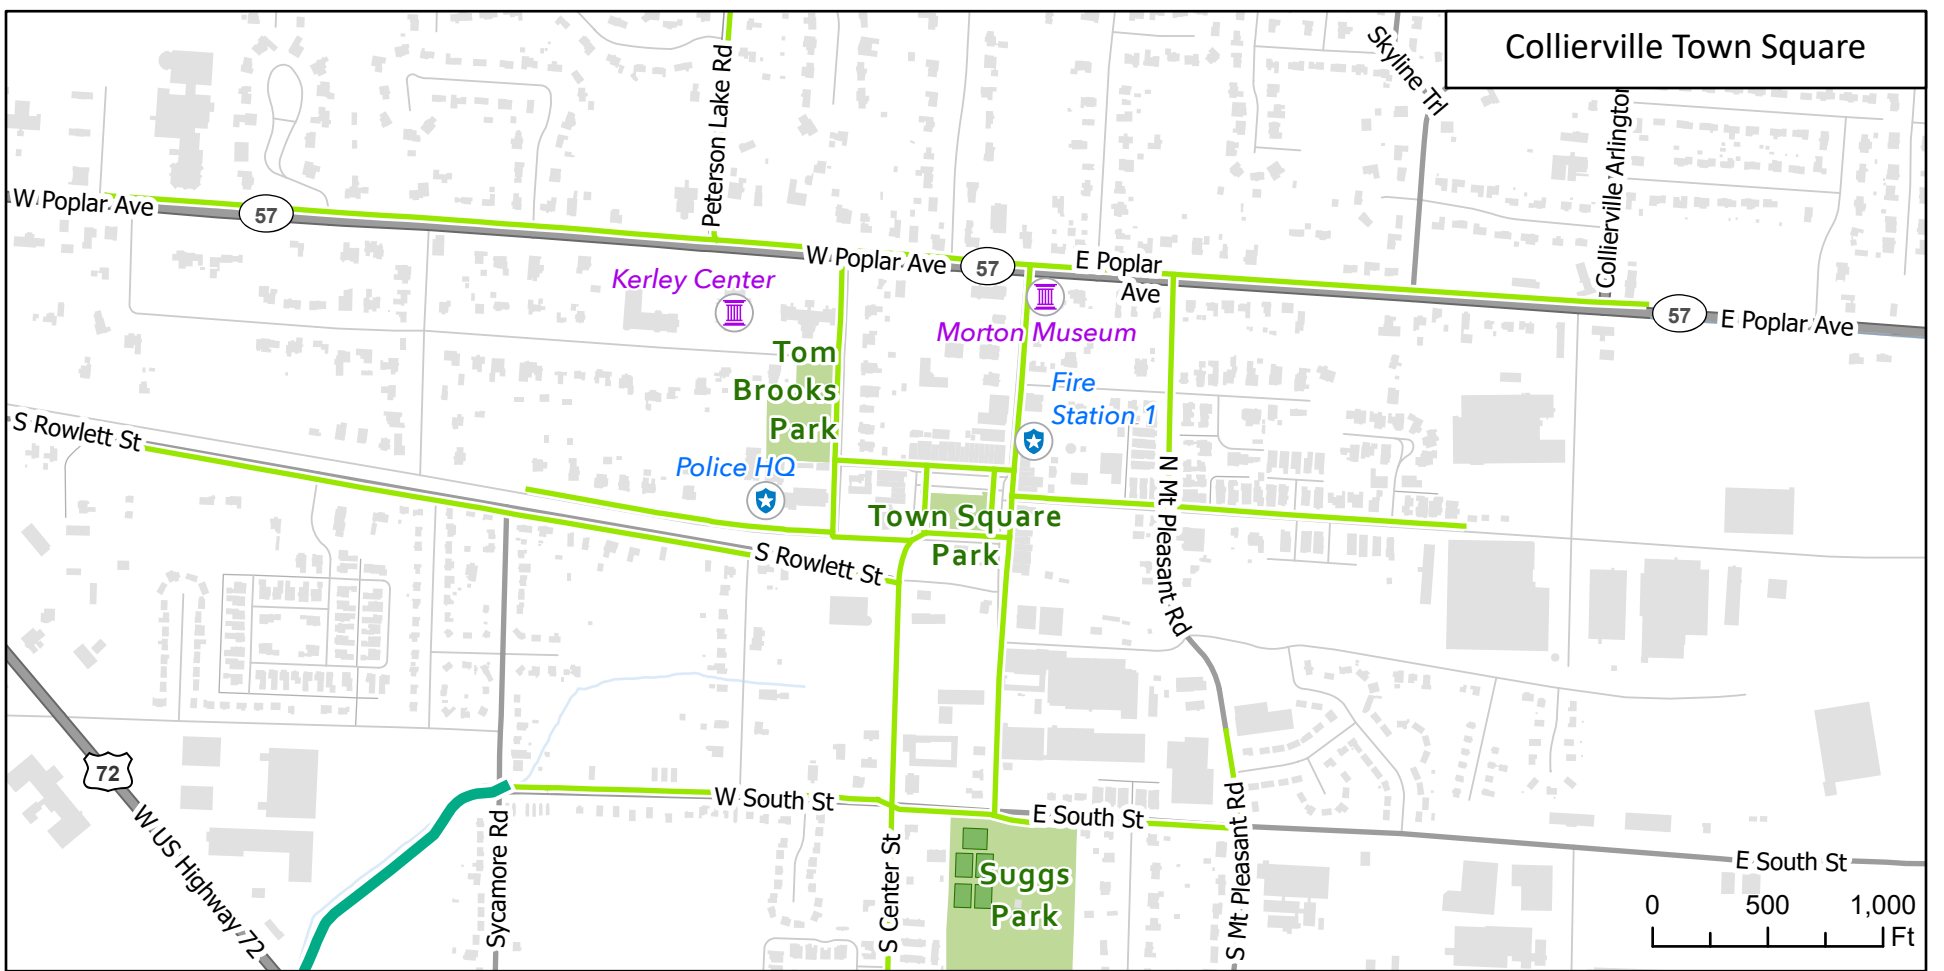 Collierville Town Square
Skyline Trl
Peterson Lake Rd
Collierville Arlington
W Poplar Ave
57
W Poplar Ave
57
E Poplar
Ave
57
E Poplar Ave
Kerley Center
Morton Museum
Tom
Brooks
Park
Fire
Station 1
S Rowlett St
Police HQ
N Mt Pleasant Rd
Town Square
Park
S Rowlett St
72
W US Highway 72
W South St
E South St
E South St
Sycamore Rd
S Center St
Suggs
Park
S Mt Pleasant Rd
0 500 1,000
Ft